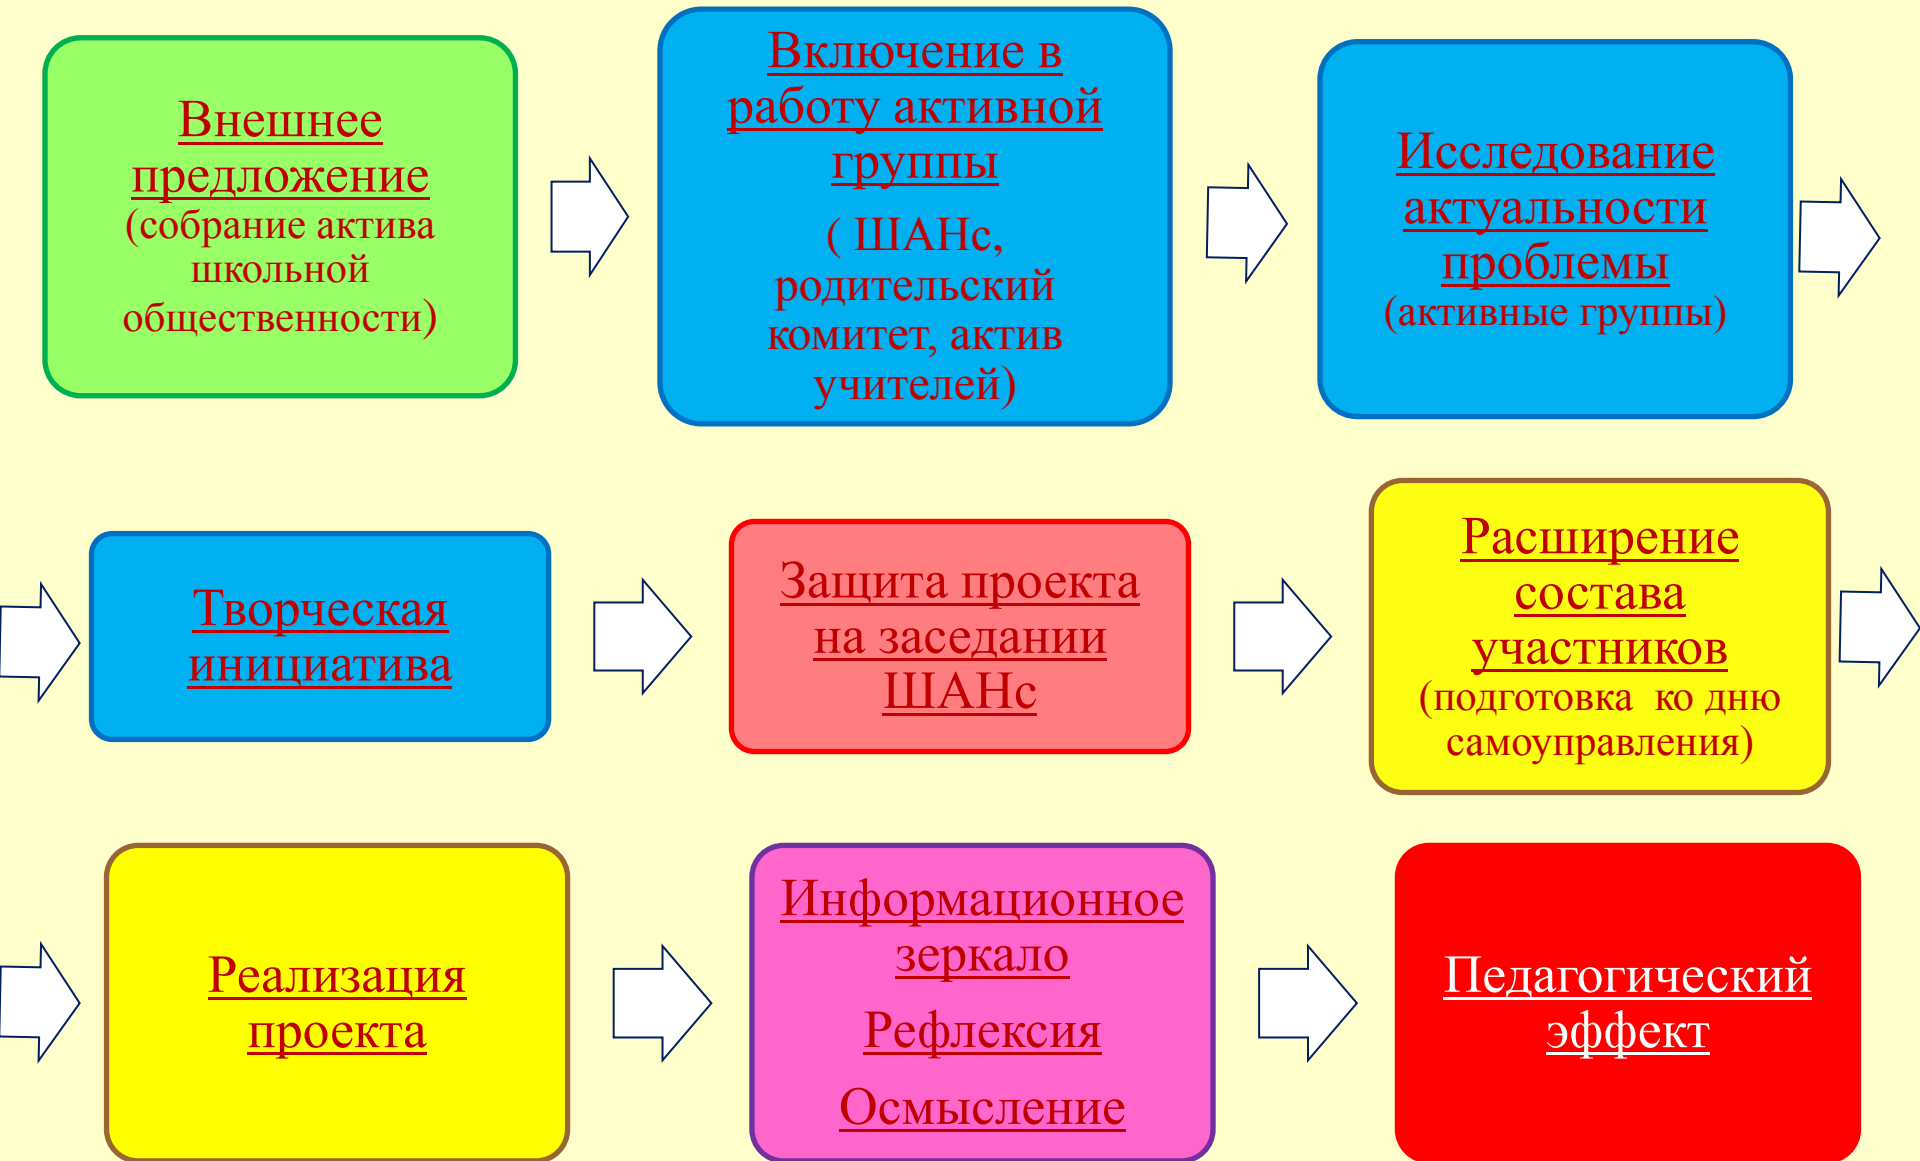 Внешнее
предложение
(собрание актива
школьной
общественности)
Включение в
работу активной
группы
( ШАНс,
родительский
комитет, актив
учителей)
Исследование
актуальности
проблемы
(активные группы)
Творческая
инициатива
Защита проекта
на заседании
ШАНс
Расширение
состава
участников
(подготовка  ко дню
самоуправления)
Реализация
проекта
Информационное
зеркало
Рефлексия
Осмысление
Педагогический
эффект